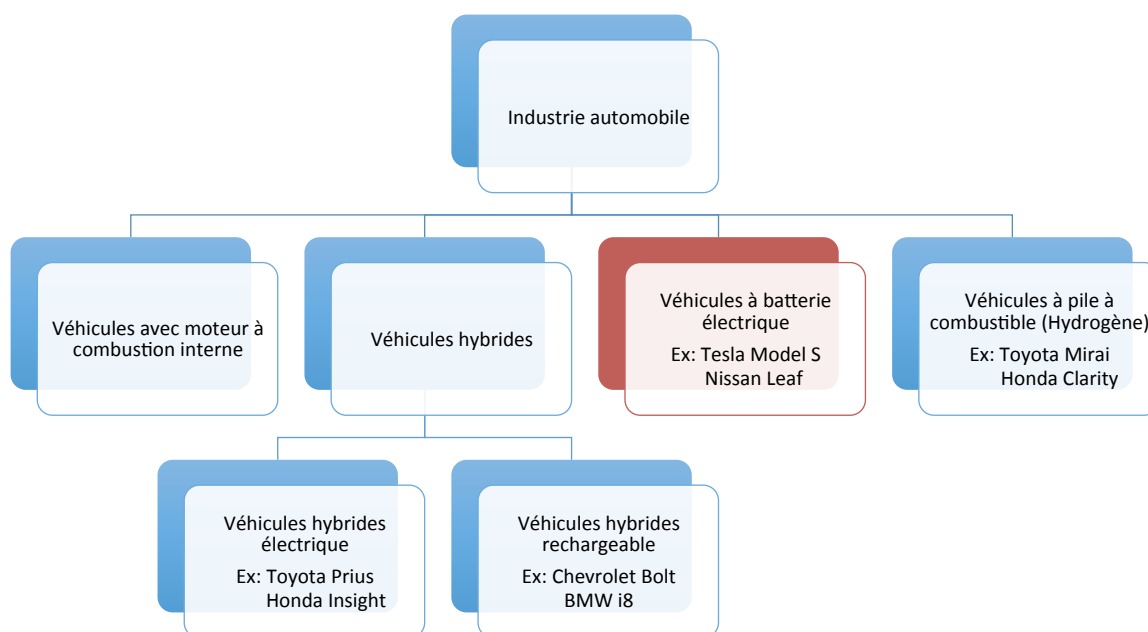 Industrie automobile
Véhicules avec moteur à
combustion interne
Véhicules hybrides
Véhicules à batterie
électrique
Ex: Tesla Model S
Nissan Leaf
Véhicules à pile à
combustible (Hydrogène)
Ex: Toyota Mirai
Honda Clarity
Véhicules hybrides
électrique
Ex: Toyota Prius
Honda Insight
Véhicules hybrides
rechargeable
Ex: Chevrolet Bolt
BMW i8